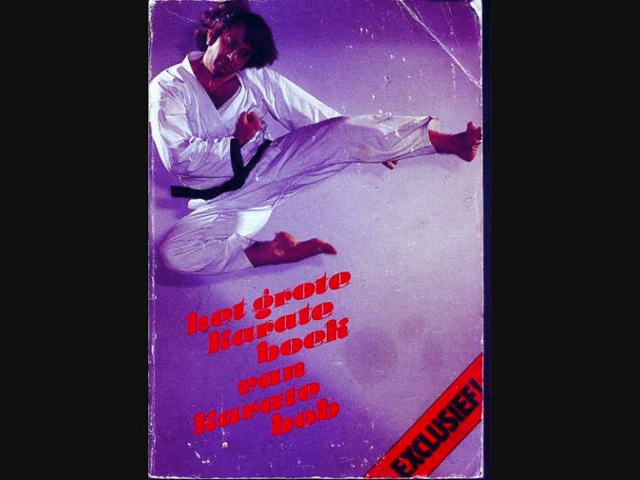 het grote
karate
boek
van
karate
bob
EXCLUSIEF!